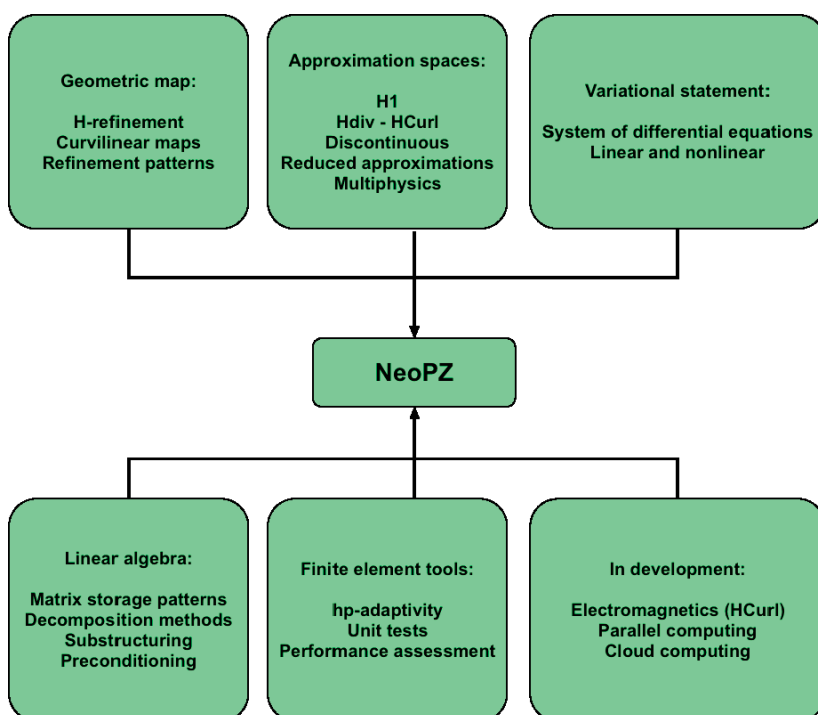 Geometric map:
H-refinement
Curvilinear maps
Refinement patterns
Approximation spaces:
H1
Hdiv - HCurl
Discontinuous
Reduced approximations
Multiphysics
Variational statement:
System of differential equations
Linear and nonlinear
NeoPZ
Linear algebra:
Matrix storage patterns
Decomposition methods
Substructuring
Preconditioning
Finite element tools:
hp-adaptivity
Unit tests
Performance assessment
In development:
Electromagnetics (HCurl)
Parallel computing
Cloud computing